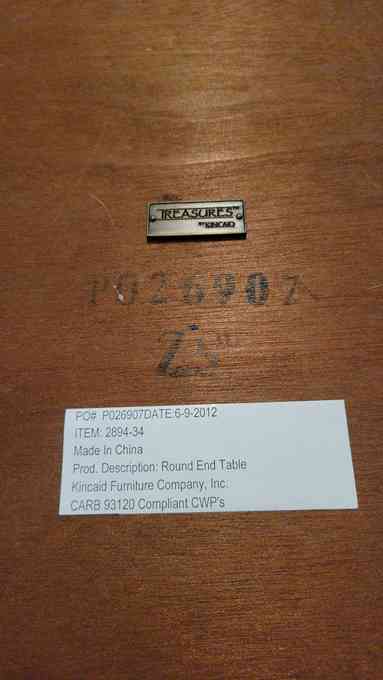 TREASURES™
BY KINCAID
P026907
PO# P026907DATE:6-9-2012
ITEM: 2894-34
Made In China
Prod. Description: Round End Table
Kincaid Furniture Company, Inc.
CARB 93120 Compliant CWP's